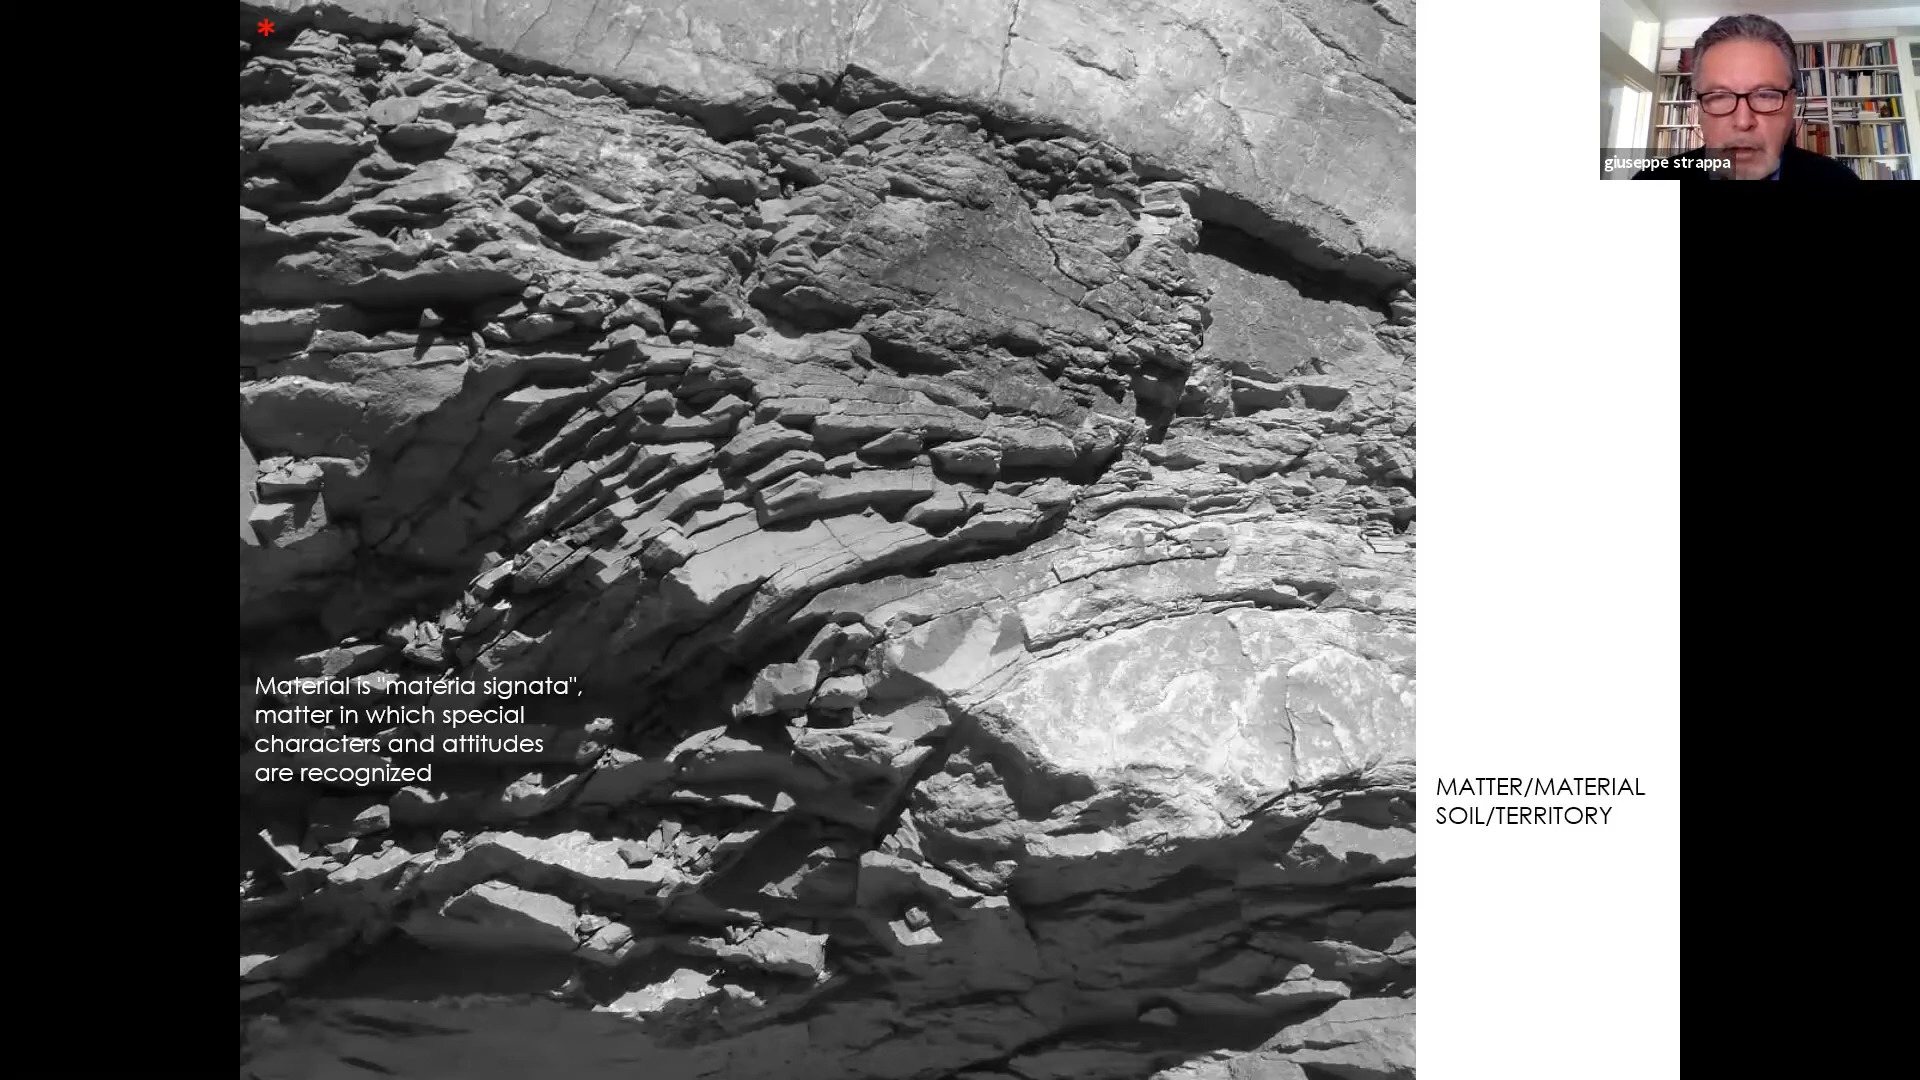 *
giuseppe strappa
Material is "materia signata",
matter in which special
characters and attitudes
are recognized
MATTER/MATERIAL
SOIL/TERRITORY